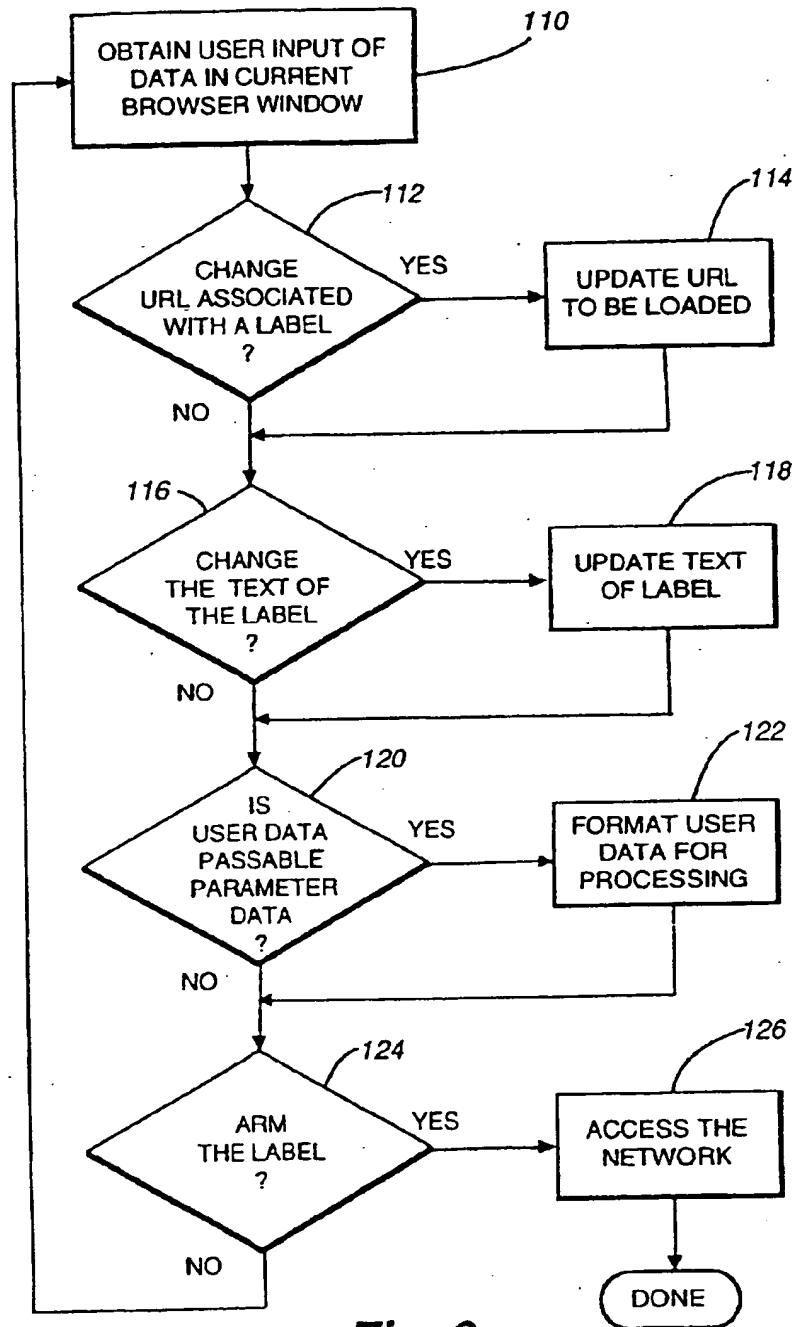 110
OBTAIN USER INPUT OF
DATA IN CURRENT
BROWSER WINDOW
112
CHANGE
URL ASSOCIATED
WITH A LABEL
?
YES
114
UPDATE URL
TO BE LOADED
NO
116
CHANGE
THE TEXT OF
THE LABEL
?
YES
118
UPDATE TEXT
OF LABEL
NO
120
IS
USER DATA
PASSABLE
PARAMETER
DATA
?
YES
122
FORMAT USER
DATA FOR
PROCESSING
NO
124
ARM
THE LABEL
?
YES
126
ACCESS THE
NETWORK
NO
DONE